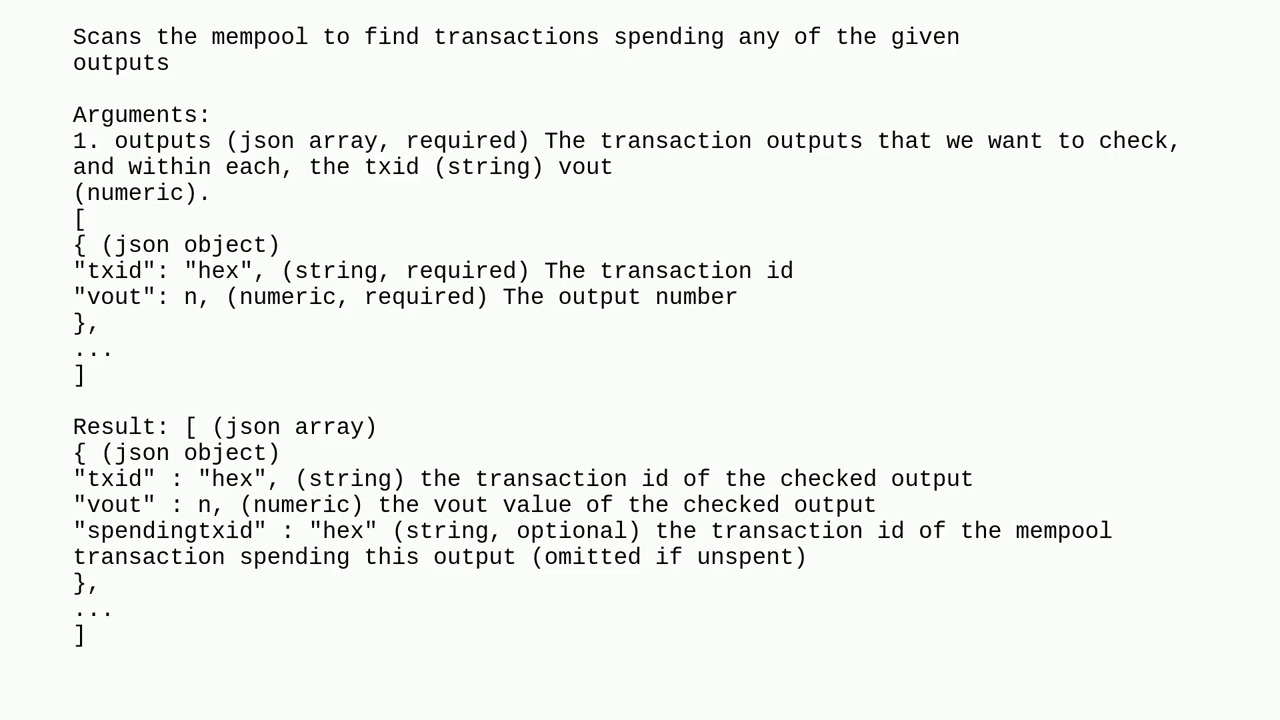 Scans the mempool to find transactions spending any of the given
outputs
Arguments:
1. outputs (json array, required) The transaction outputs that we want to check,
and within each, the txid (string) vout
(numeric).
[
{ (json object)
"txid": "hex", (string, required) The transaction id
"vout": n, (numeric, required) The output number
},
...
]
Result: [ (json array)
{ (json object)
"txid" : "hex", (string) the transaction id of the checked output
"vout" : n, (numeric) the vout value of the checked output
"spendingtxid" : "hex" (string, optional) the transaction id of the mempool
transaction spending this output (omitted if unspent)
},
...
]